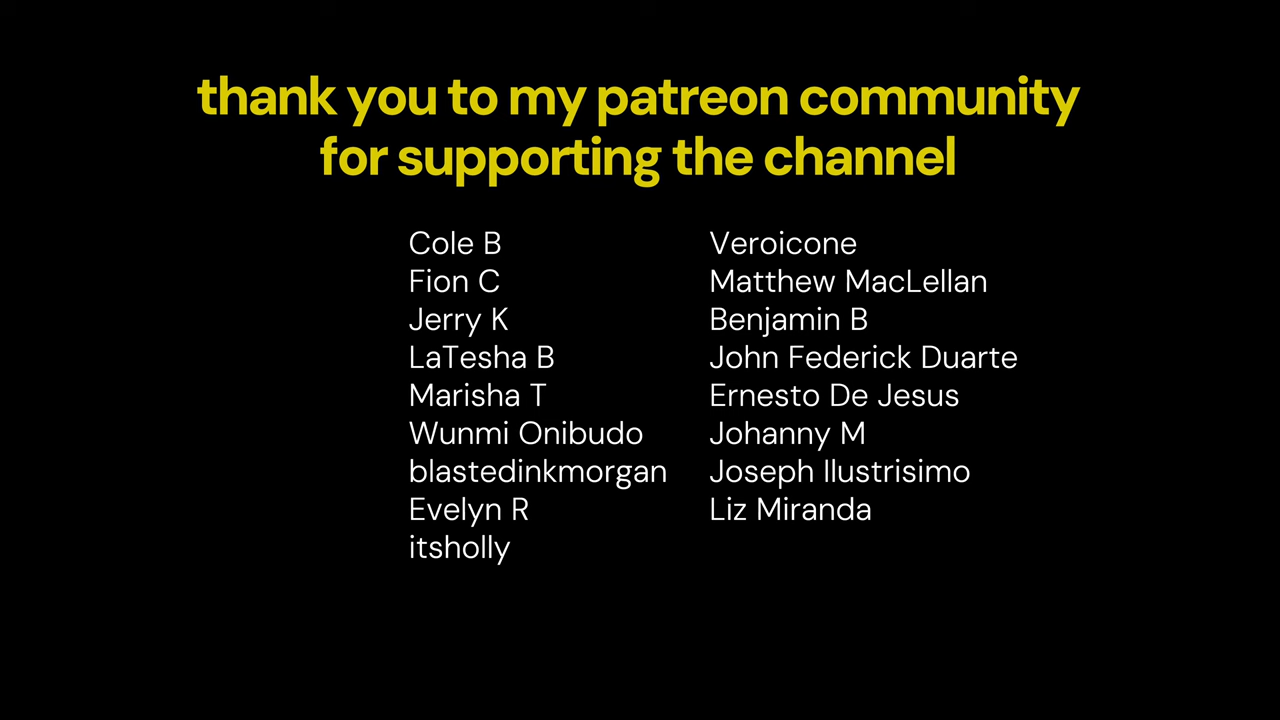 thank you to my patreon community
for supporting the channel
Cole B
Fion C
Jerry K
LaTesha B
Marisha T
Wunmi Onibudo
blastedinkmorgan
Evelyn R
itsholly
Veroicone
Matthew MacLellan
Benjamin B
John Federick Duarte
Ernesto De Jesus
Johanny M
Joseph Ilustrisimo
Liz Miranda